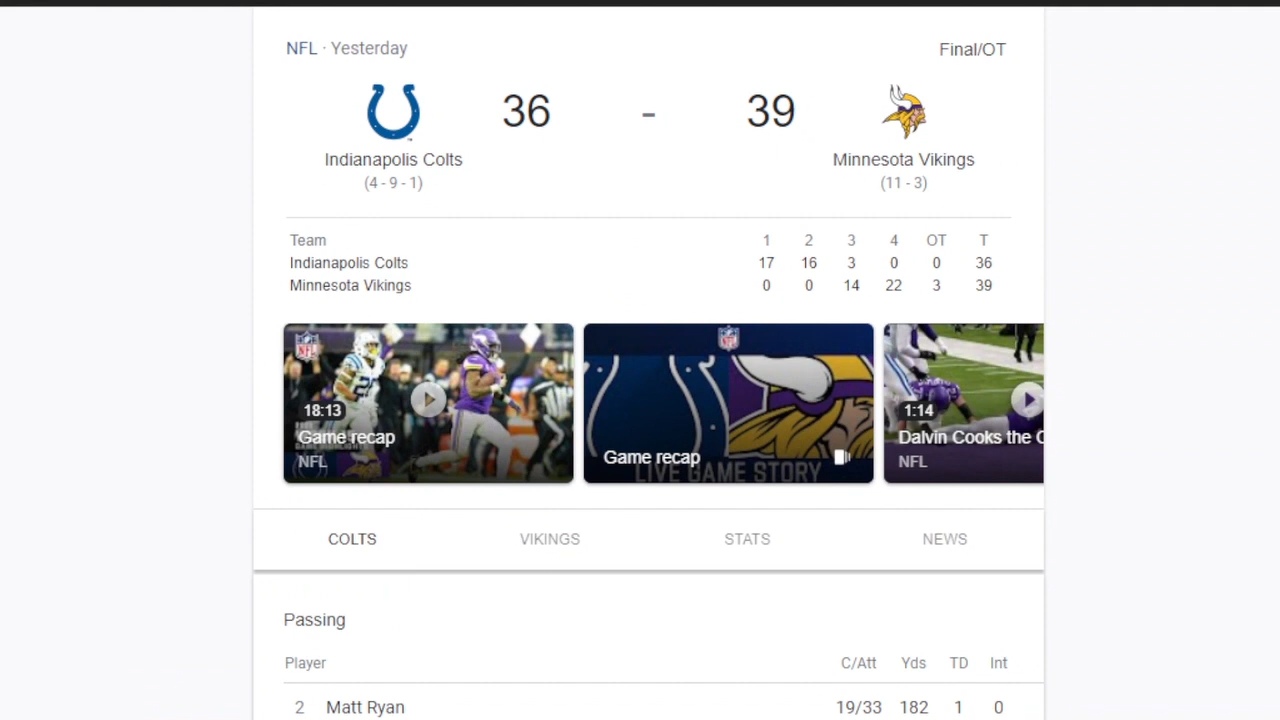 NFL · Yesterday
Final/OT
36 - 39
Indianapolis Colts
Minnesota Vikings
(4 - 9 - 1)
(11 - 3)
Team 1 2 3 4 OT T
Indianapolis Colts 17 16 3 0 0 36
Minnesota Vikings 0 0 14 22 3 39
NFL
18:13
Game recap
NFL
NFL
Game recap
LIVE GAME STORY
1:14
Dalvin Cooks the C
NFL
COLTS VIKINGS STATS NEWS
Passing
Player C/Att Yds TD Int
2 Matt Ryan 19/33 182 1 0